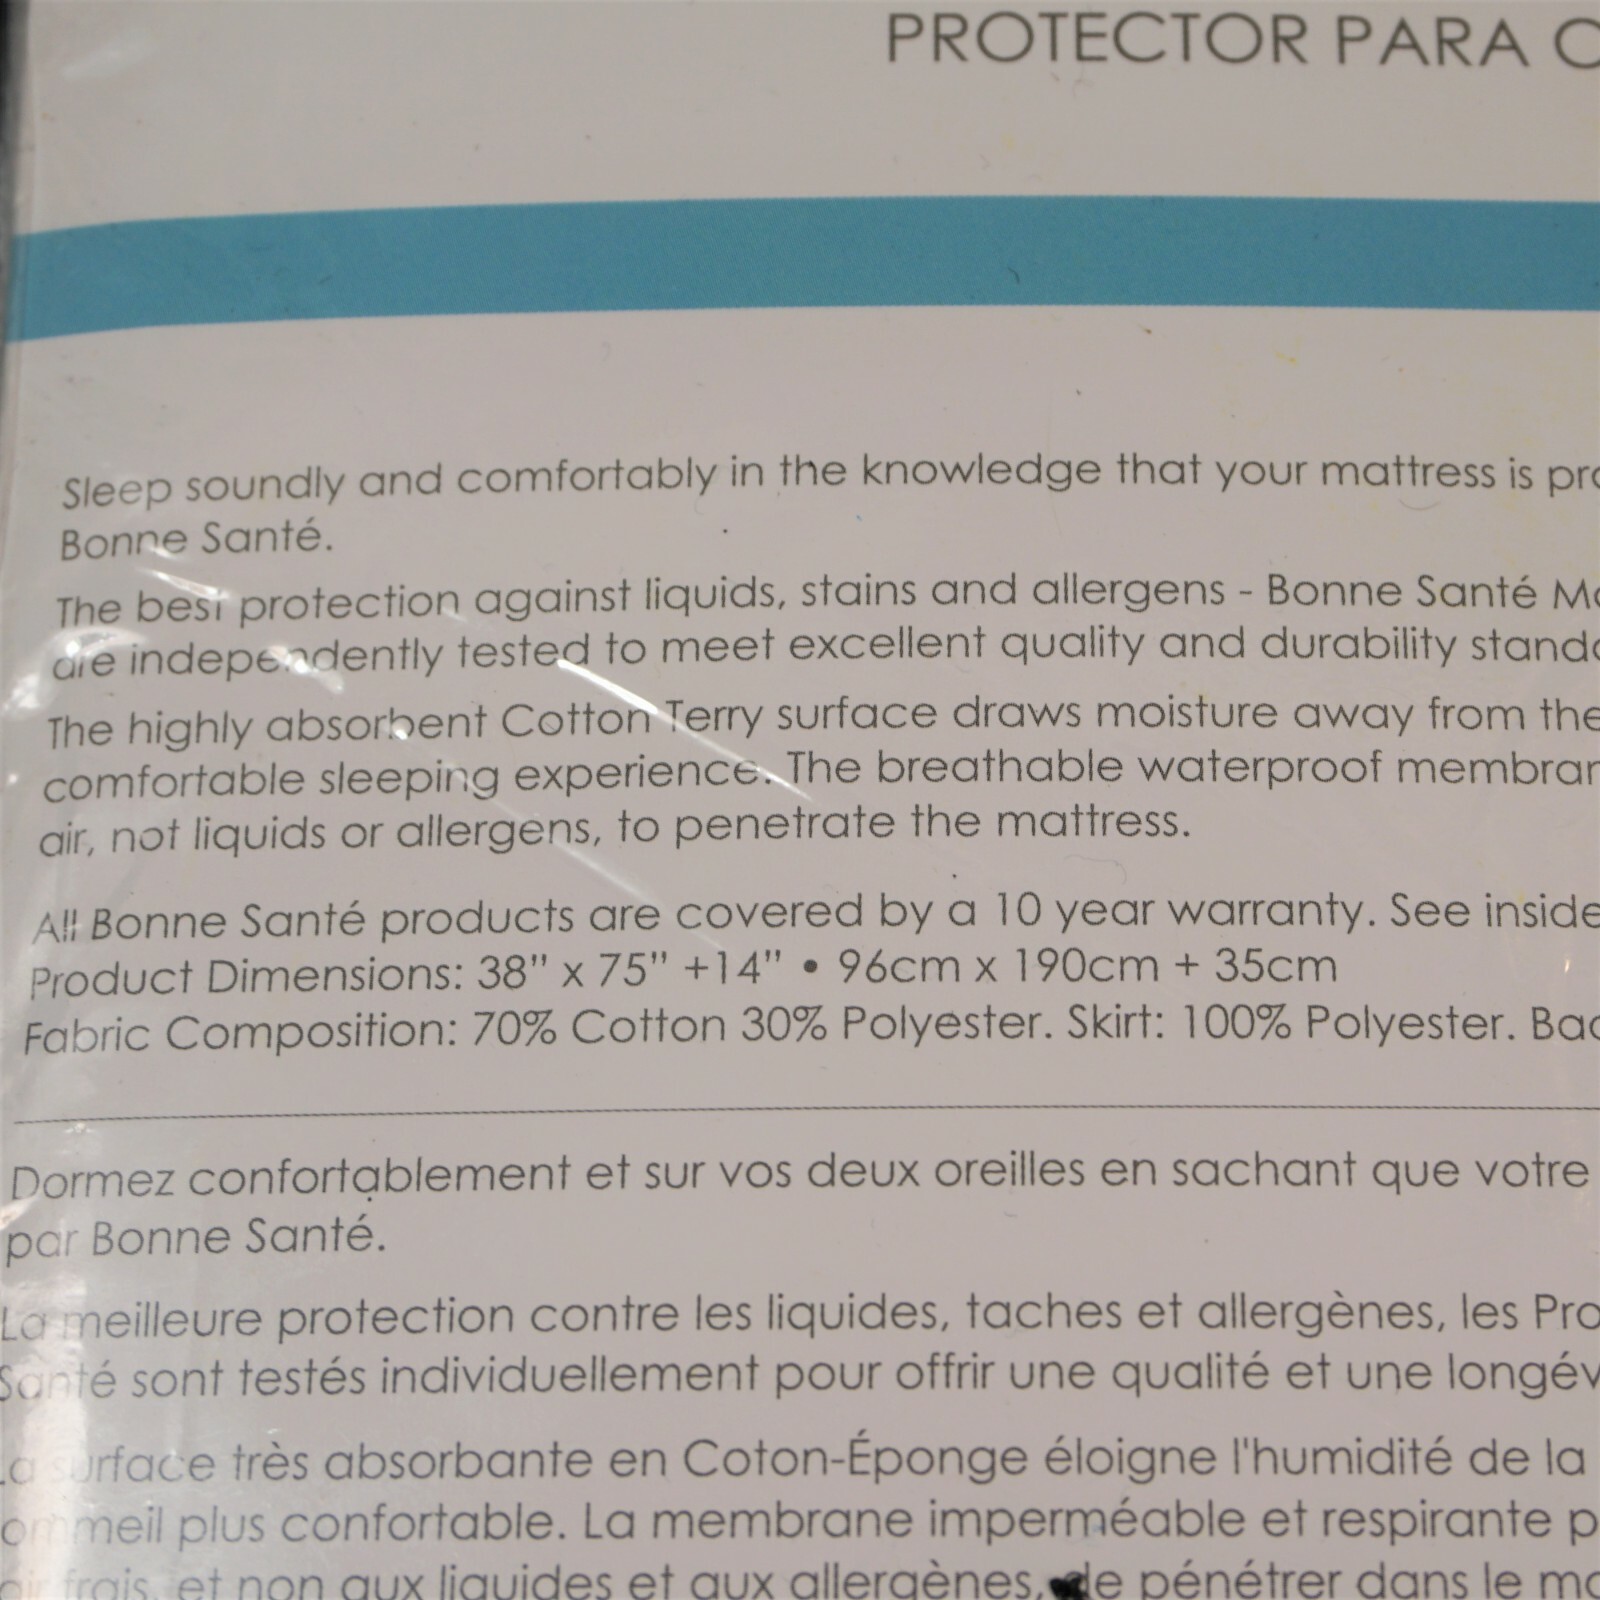 PROTECTOR PARA
Sleep soundly and comfortably in the knowledge that your mattress is
Bonne Santé.
The best protection against liquids, stains and allergens - Bonne Santé
are independently tested to meet excellent quality and durability
The highly absorbent Cotton Terry surface draws moisture away from the
comfortable sleeping experience. The breathable waterproof
air, not liquids or allergens, to penetrate the mattress.
All Bonne Santé products are covered by a 10 year warranty. See inside
Product Dimensions: 38" x 75" +14" • 96cm x 190cm + 35cm
Fabric Composition: 70% Cotton 30% Polyester. Skirt: 100% Polyester.
Dormez confortablement et sur vos deux oreilles en sachant que votre
par Bonne Santé.
La meilleure protection contre les liquides, taches et allergènes, les
Santé sont testés individuellement pour offrir une qualité et une
La surface très absorbante en Coton-Éponge éloigne l'humidité de la
plus confortable. La membrane imperméable et respirante
air frais, et non aux liquides et aux allergènes, de pénétrer dans le